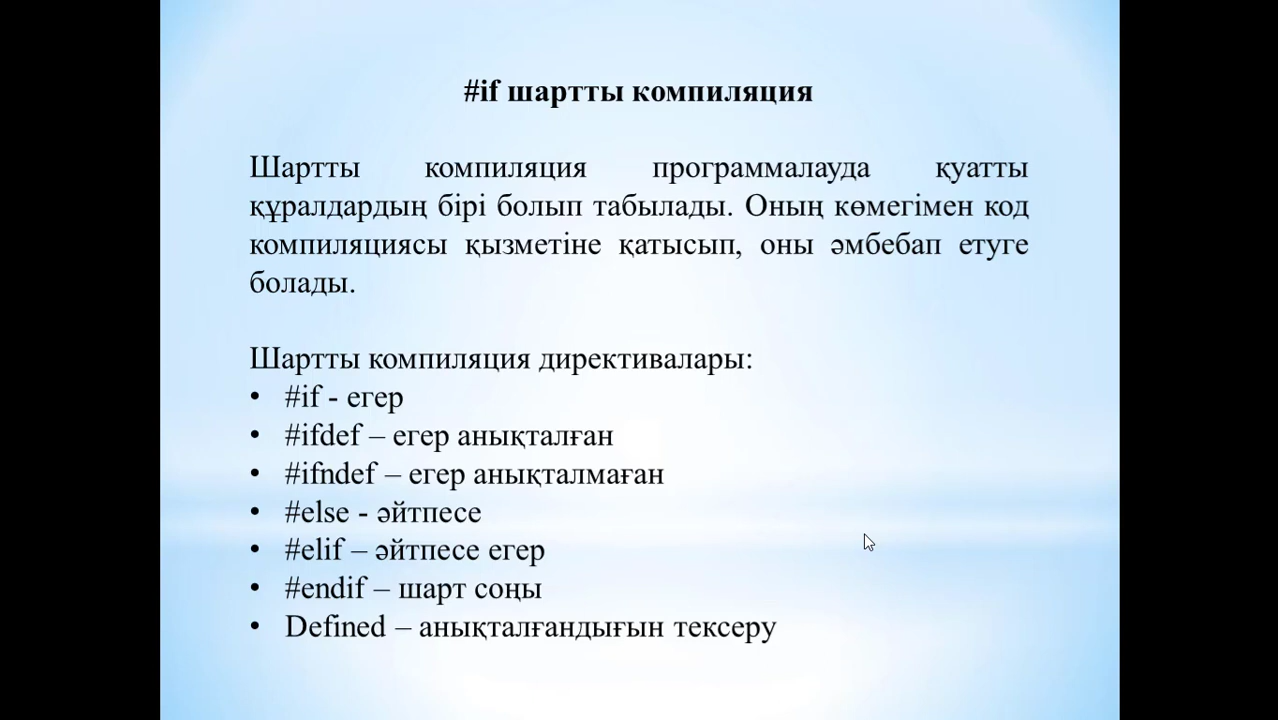 #if шартты компиляция
Шартты компиляция программалауда қуатты
құралдардың бірі болып табылады. Оның көмегімен код
компиляциясы қызметіне қатысып, оны әмбебап етуге
болады.
Шартты компиляция директивалары:
• #if - егер
• #ifdef – егер анықталған
• #ifndef – егер анықталмаған
• #else - әйтпесе
• #elif – әйтпесе егер
• #endif – шарт соңы
• Defined – анықталғандығын тексеру